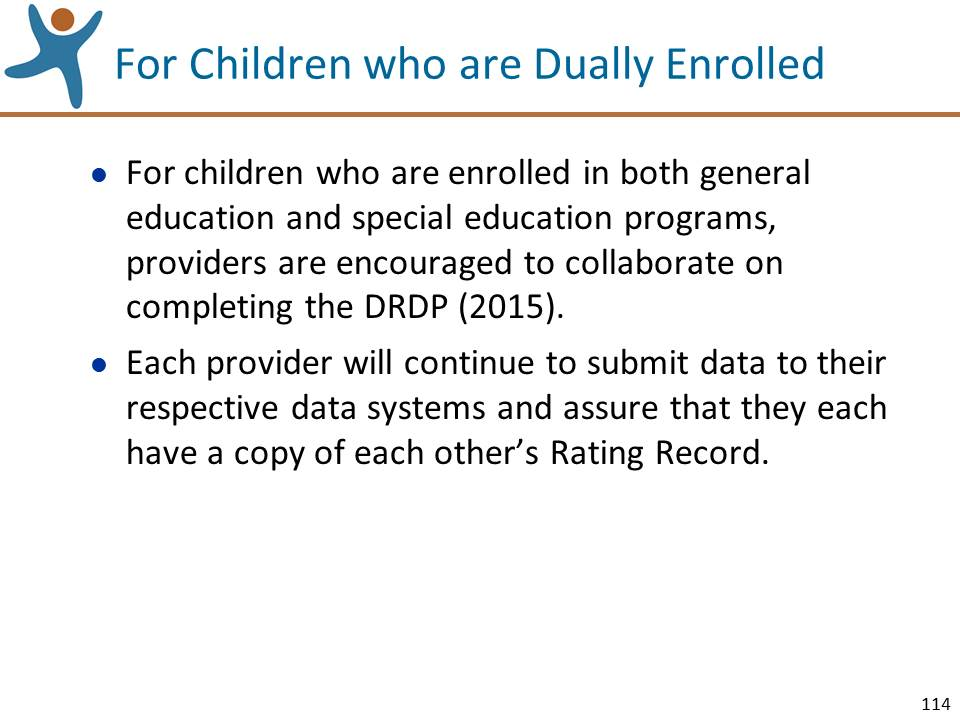 For Children who are Dually Enrolled
● For children who are enrolled in both general
education and special education programs,
providers are encouraged to collaborate on
completing the DRDP (2015).
● Each provider will continue to submit data to their
respective data systems and assure that they each
have a copy of each other’s Rating Record.
114